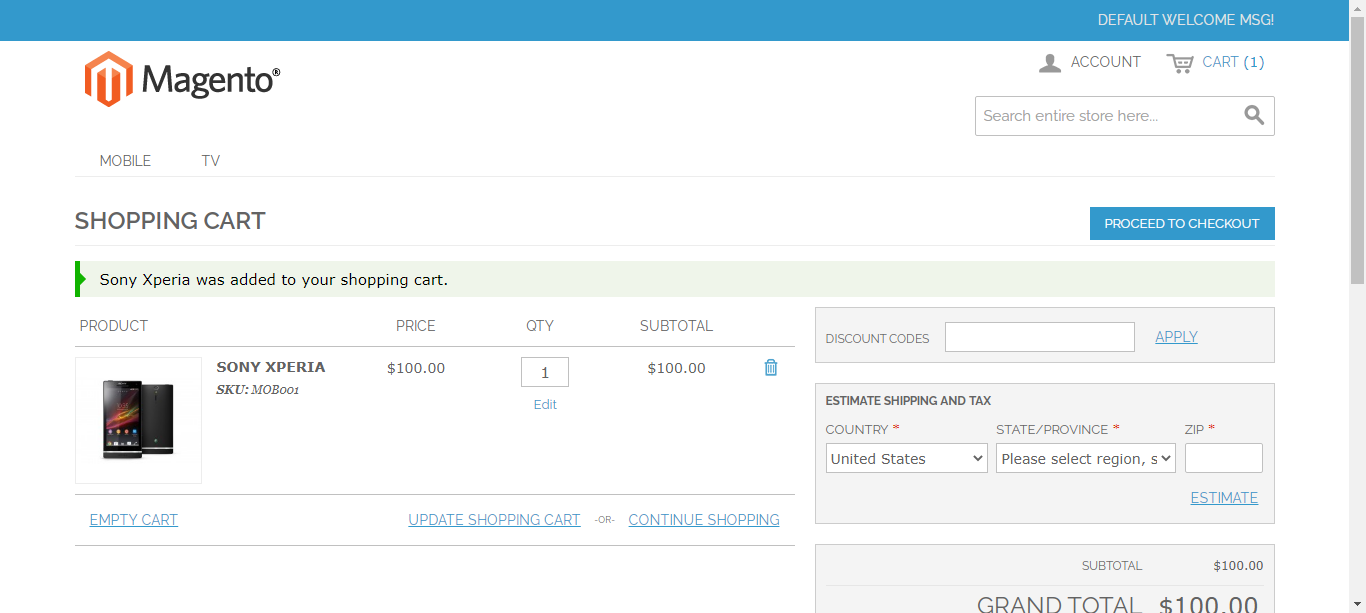 DEFAULT WELCOME MSG!
Magento®
ACCOUNT
CART (1)
Search entire store here...
MOBILE
TV
SHOPPING CART
PROCEED TO CHECKOUT
Sony Xperia was added to your shopping cart.
PRODUCT PRICE QTY SUBTOTAL
SONY XPERIA $100.00 1 $100.00
SKU: MOB001
Edit
EMPTY CART UPDATE SHOPPING CART -OR- CONTINUE SHOPPING
DISCOUNT CODES APPLY
ESTIMATE SHIPPING AND TAX
COUNTRY * STATE/PROVINCE * ZIP *
United States Please select region, s
ESTIMATE
SUBTOTAL $100.00
GRAND TOTAL $100.00